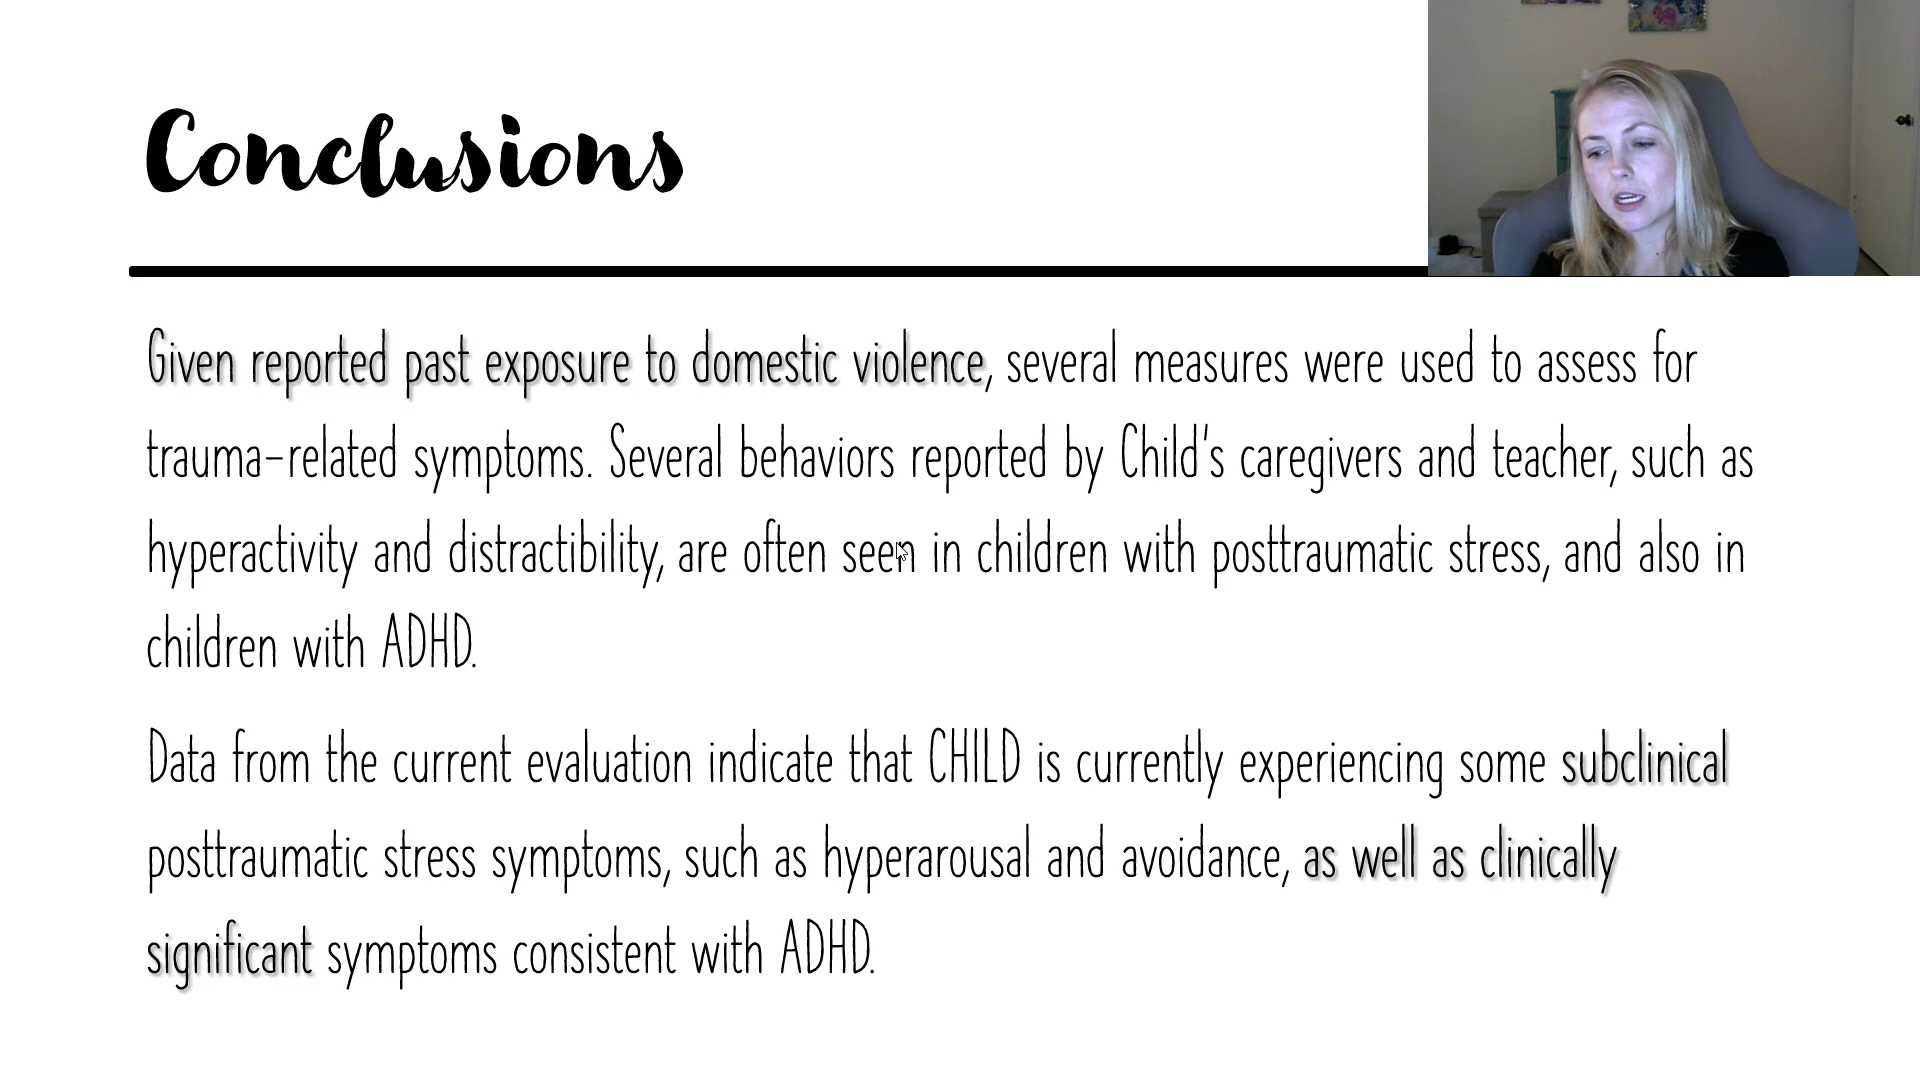 Conclusions
Given reported past exposure to domestic violence, several measures were used to assess for
trauma-related symptoms. Several behaviors reported by Child's caregivers and teacher, such as
hyperactivity and distractibility, are often seen in children with posttraumatic stress, and also in
children with ADHD.
Data from the current evaluation indicate that CHILD is currently experiencing some subclinical
posttraumatic stress symptoms, such as hyperarousal and avoidance, as well as clinically
significant symptoms consistent with ADHD.